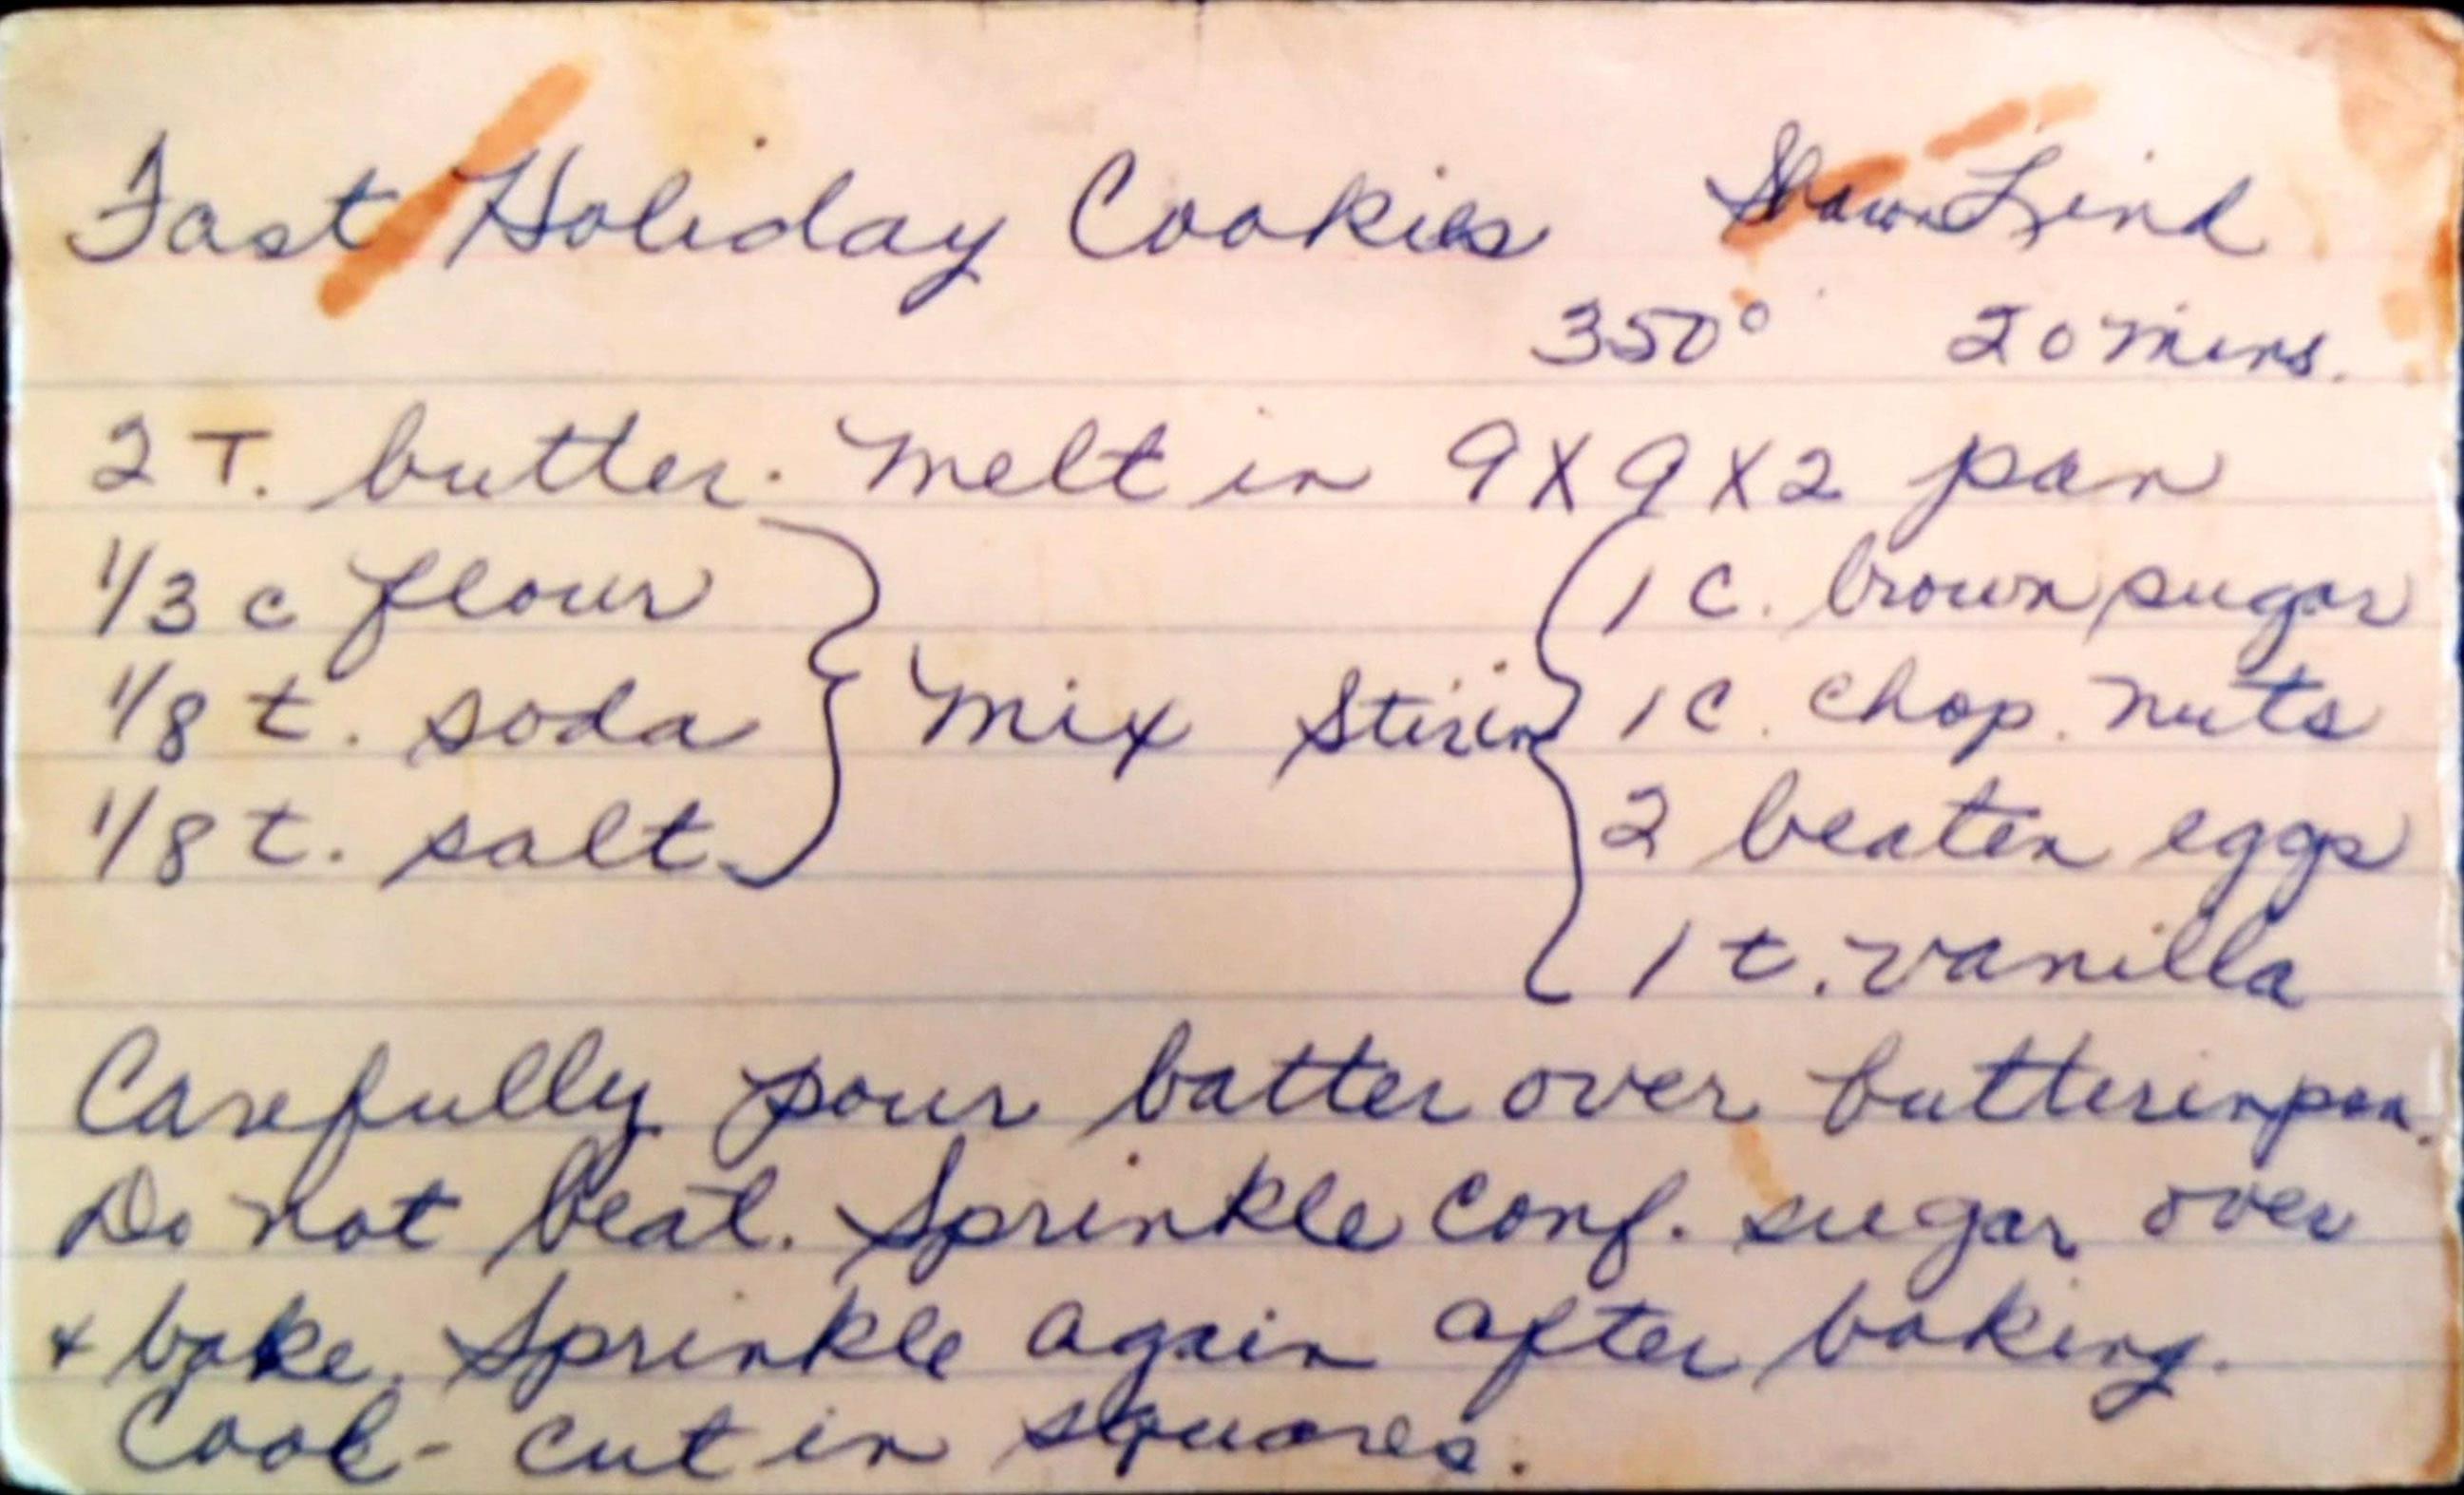 Fast Holiday Cookies Shawn Lind
350° 20 mins.
2 T. butter. Melt in 9X9X2 pan
1/3 c flour 1 c. brown sugar
1/8 t. soda Mix Stir in 1 c. chop. nuts
1/8 t. salt 2 beaten eggs
1 t. vanilla
Carefully pour batter over butter in pan.
Do not beat. Sprinkle conf. sugar over
+ bake. Sprinkle again after baking.
Cool - cut in squares.